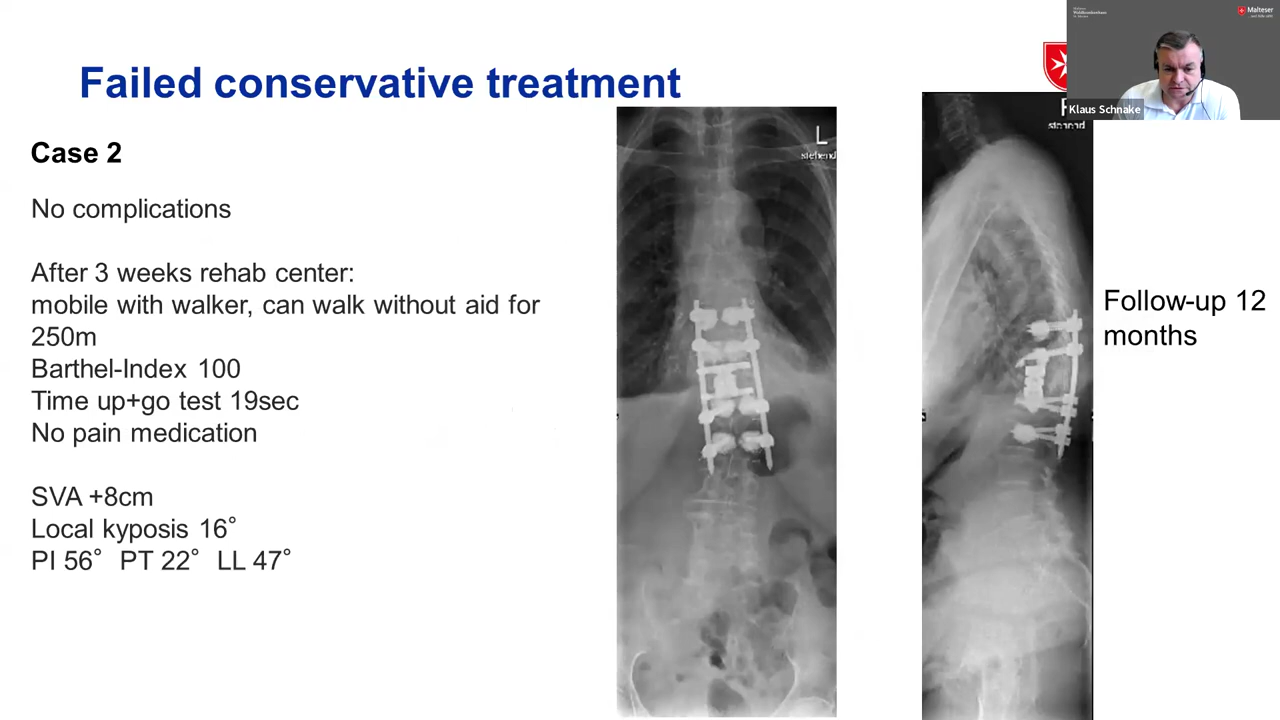 Failed conservative treatment
Case 2
No complications
After 3 weeks rehab center:
mobile with walker, can walk without aid for
250m
Barthel-Index 100
Time up+go test 19sec
No pain medication
SVA +8cm
Local kyposis 16°
PI 56° PT 22° LL 47°
L
stehend
stehend
Follow-up 12
months
Malteser
Klaus Schnake